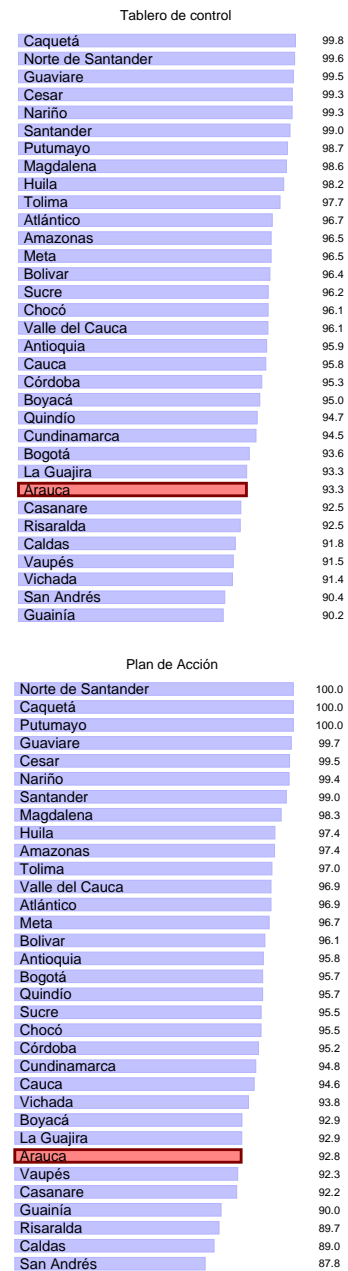 Tablero de control
Caquetá 99.8
Norte de Santander 99.6
Guaviare 99.5
Cesar 99.3
Nariño 99.3
Santander 99.0
Putumayo 98.7
Magdalena 98.6
Huila 98.2
Tolima 97.7
Atlántico 96.7
Amazonas 96.5
Meta 96.5
Bolivar 96.4
Sucre 96.2
Chocó 96.1
Valle del Cauca 96.1
Antioquia 95.9
Cauca 95.8
Córdoba 95.3
Boyacá 95.0
Quindío 94.7
Cundinamarca 94.5
Bogotá 93.6
La Guajira 93.3
Arauca 93.3
Casanare 92.5
Risaralda 92.5
Caldas 91.8
Vaupés 91.5
Vichada 91.4
San Andrés 90.4
Guainía 90.2
Plan de Acción
Norte de Santander 100.0
Caquetá 100.0
Putumayo 100.0
Guaviare 99.7
Cesar 99.5
Nariño 99.4
Santander 99.0
Magdalena 98.3
Huila 97.4
Amazonas 97.4
Tolima 97.0
Valle del Cauca 96.9
Atlántico 96.9
Meta 96.7
Bolivar 96.1
Antioquia 95.8
Bogotá 95.7
Quindío 95.7
Sucre 95.5
Chocó 95.5
Córdoba 95.2
Cundinamarca 94.8
Cauca 94.6
Vichada 93.8
Boyacá 92.9
La Guajira 92.9
Arauca 92.8
Vaupés 92.3
Casanare 92.2
Guainía 90.0
Risaralda 89.7
Caldas 89.0
San Andrés 87.8